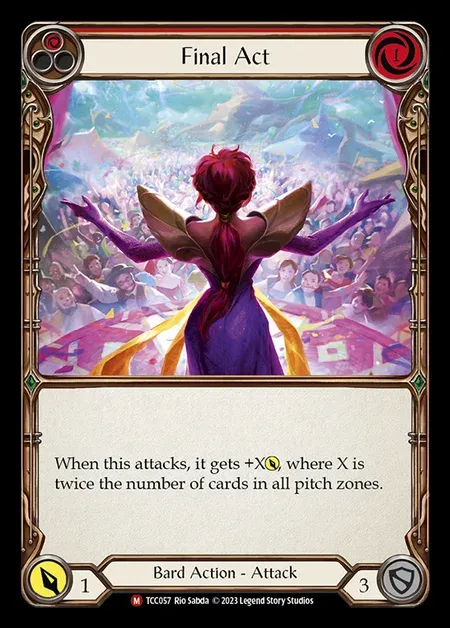 1
Final Act
When this attacks, it gets +X, where X is
twice the number of cards in all pitch zones.
1
Bard Action - Attack
3
M TCC057 Rio Sabda © 2023 Legend Story Studios